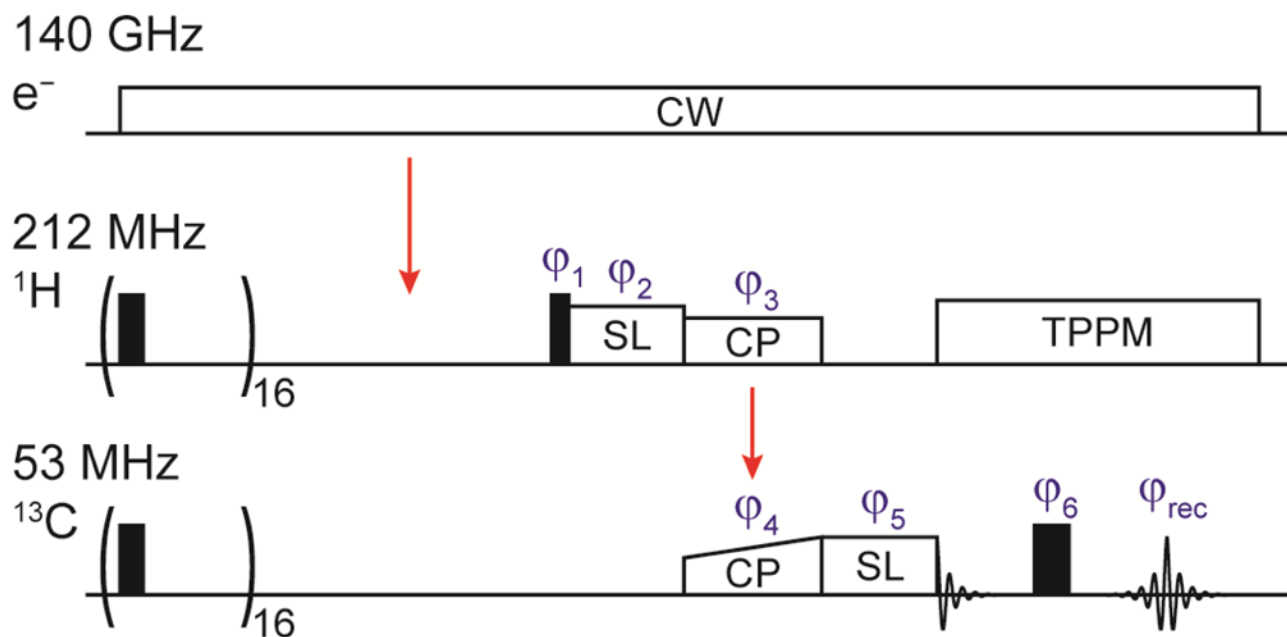 140 GHz
e⁻
CW
212 MHz
¹H
( )₁₆
φ₁
φ₂
φ₃
SL
CP
TPPM
53 MHz
¹³C
( )₁₆
φ₄
φ₅
φ₆
φrec
CP
SL